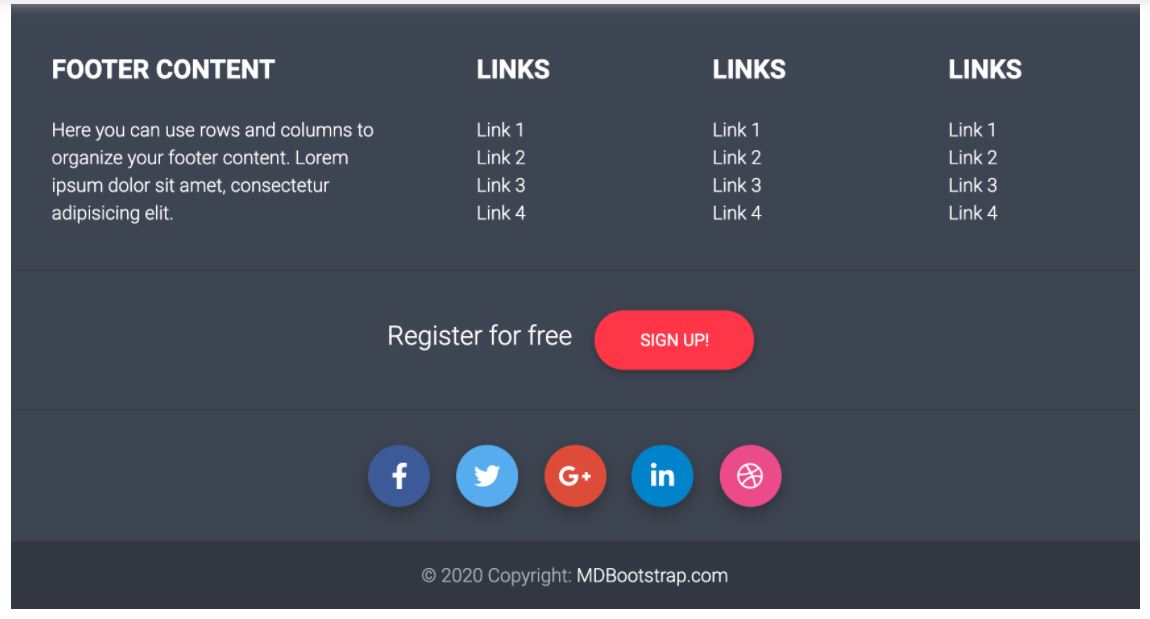 FOOTER CONTENT
Here you can use rows and columns to
organize your footer content. Lorem
ipsum dolor sit amet, consectetur
adipisicing elit.
LINKS
Link 1
Link 2
Link 3
Link 4
LINKS
Link 1
Link 2
Link 3
Link 4
LINKS
Link 1
Link 2
Link 3
Link 4
Register for free SIGN UP!
f G+ in
© 2020 Copyright: MDBootstrap.com